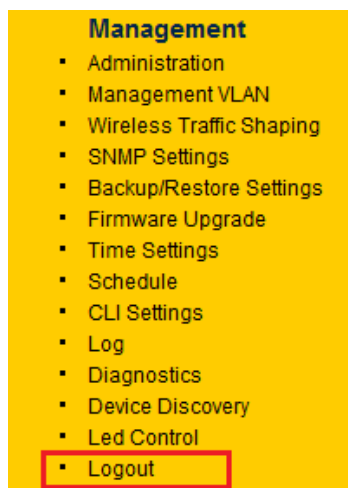 Management
Administration
Management VLAN
Wireless Traffic Shaping
SNMP Settings
Backup/Restore Settings
Firmware Upgrade
Time Settings
Schedule
CLI Settings
Log
Diagnostics
Device Discovery
Led Control
Logout